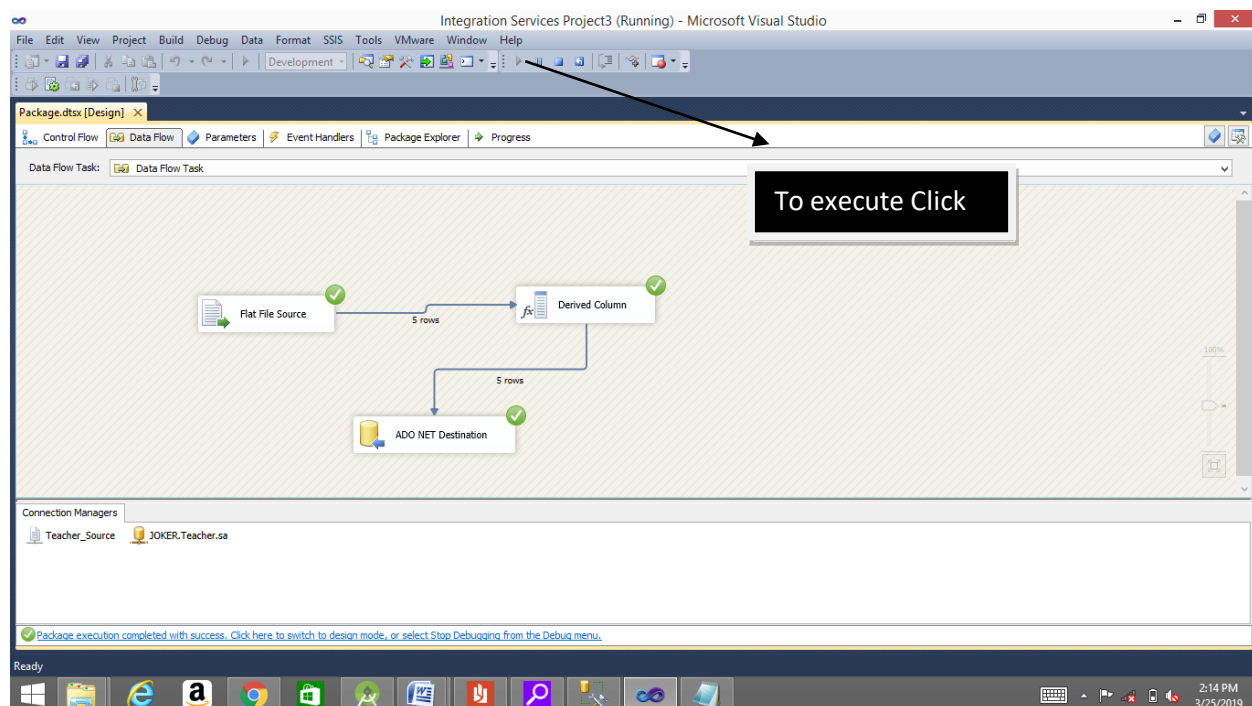 Integration Services Project3 (Running) - Microsoft Visual Studio
File Edit View Project Build Debug Data Format SSIS Tools VMware Window Help
Development
Package.dtsx [Design]
Control Flow Data Flow Parameters Event Handlers Package Explorer Progress
Data Flow Task: Data Flow Task
To execute Click
Flat File Source
5 rows
fx Derived Column
100%
5 rows
ADO NET Destination
Connection Managers
Teacher_Source JOKER.Teacher.sa
Package execution completed with success. Click here to switch to design mode, or select Stop Debugging from the Debug menu.
Ready
2:14 PM
3/25/2019